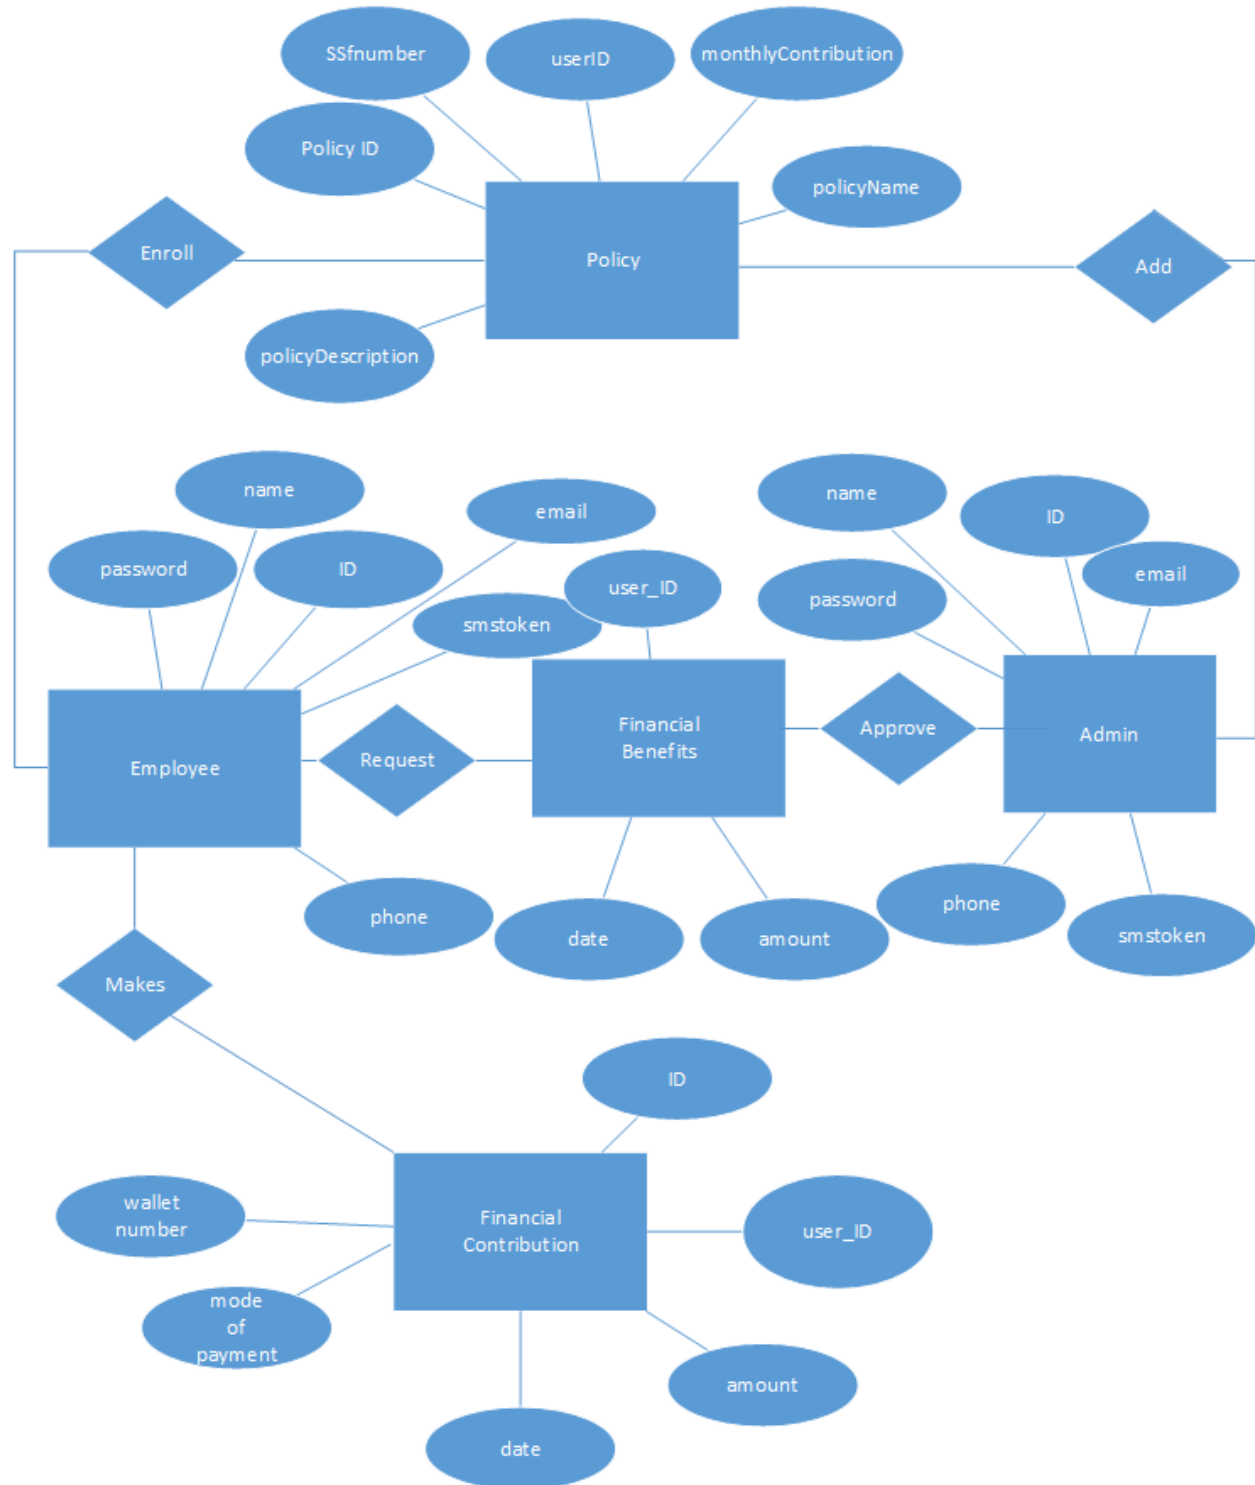 SSfnumber
userID
monthlyContribution
Policy ID
policyName
Enroll
Policy
Add
policyDescription
name
email
name
ID
password
ID
user_ID
email
smstoken
password
Financial
Benefits
Approve
Admin
Employee
Request
phone
date
amount
phone
smstoken
Makes
ID
wallet
number
Financial
Contribution
user_ID
mode
of
payment
amount
date